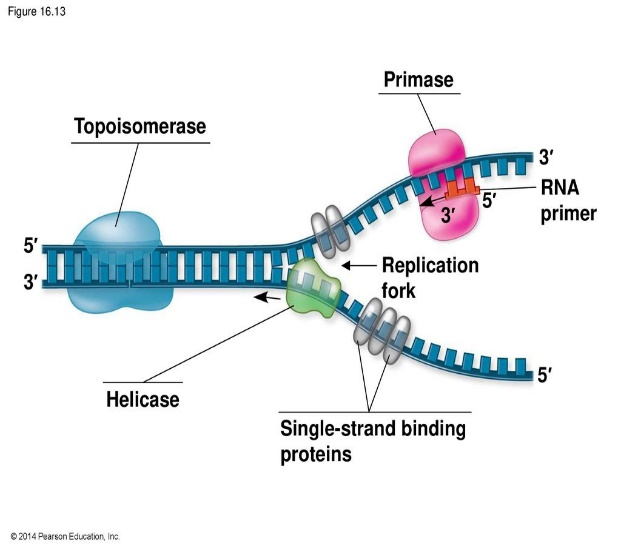 Figure 16.13
Primase
Topoisomerase
3′
RNA
primer
5′
3′
5′
3′
Replication
fork
5′
Helicase
Single-strand binding
proteins
© 2014 Pearson Education, Inc.